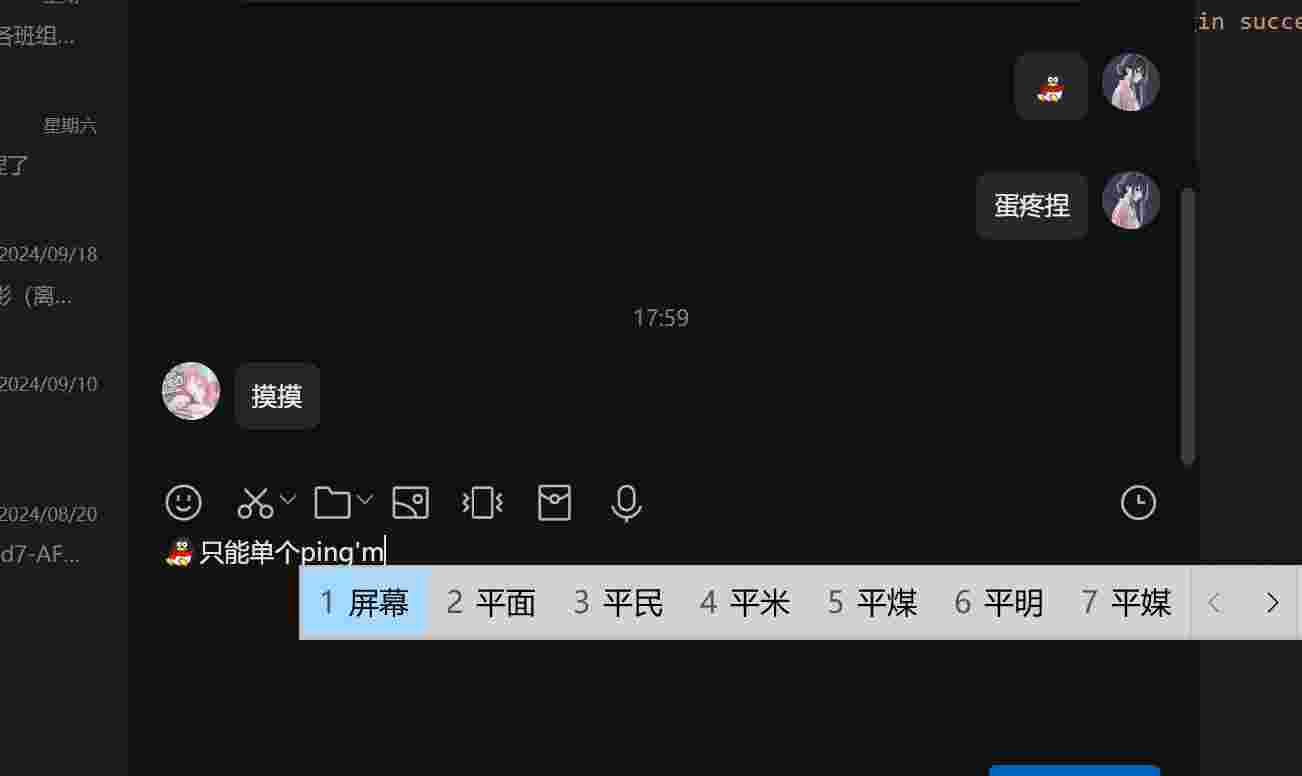 各班组...
星期六
捏了
2024/09/18
影（离...
2024/09/10
2024/08/20
d7-AF...
in succe
蛋疼捏
17:59
摸摸
只能单个ping'm
1 屏幕 2 平面 3 平民 4 平米 5 平煤 6 平明 7 平媒